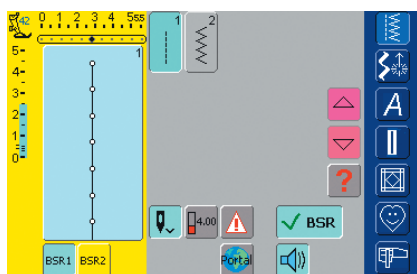 42 0 1 2 3 4 5 5.5
1
1 2
5-
4-
3-
2-
1-
0-
A
?
4.00
BSR
BSR1 BSR2
Portal